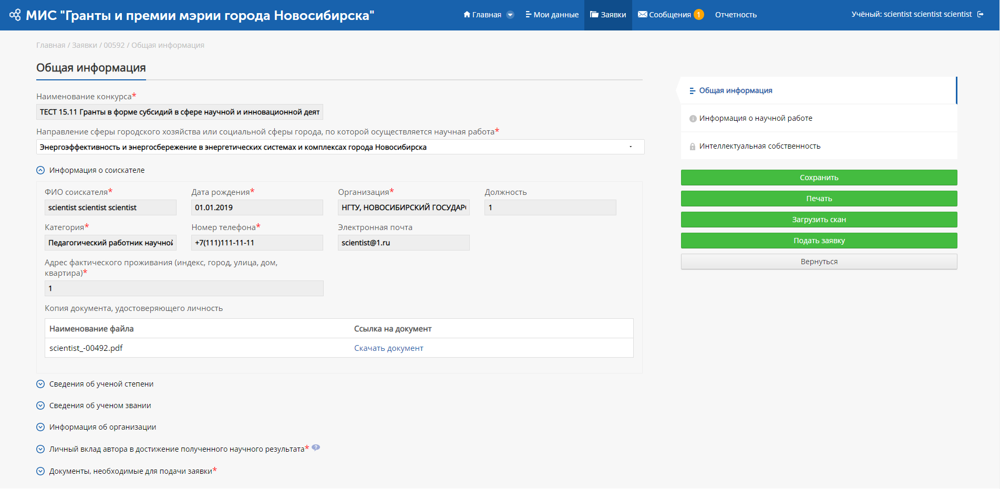 МИС "Гранты и премии мэрии города Новосибирска"
Главная
Мои данные
Заявки
Сообщения 1
Отчетность
Учёный: scientist scientist scientist
Главная / Заявки / 00592 / Общая информация
Общая информация
Наименование конкурса*
ТЕСТ 15.11 Гранты в форме субсидий в сфере научной и инновационной деят
Направление сферы городского хозяйства или социальной сферы города, по которой осуществляется научная работа*
Энергоэффективность и энергосбережение в энергетических системах и комплексах города Новосибирска
Информация о соискателе
ФИО соискателя*
scientist scientist scientist
Дата рождения*
01.01.2019
Организация*
НГТУ, НОВОСИБИРСКИЙ ГОСУДАР
Должность
1
Категория*
Педагогический работник научной
Номер телефона*
+7(111)111-11-11
Электронная почта
scientist@1.ru
Адрес фактического проживания (индекс, город, улица, дом,
квартира)*
1
Копия документа, удостоверяющего личность
Наименование файла
Ссылка на документ
scientist_-00492.pdf
Скачать документ
Сведения об ученой степени
Сведения об ученом звании
Информация об организации
Личный вклад автора в достижение полученного научного результата* ?
Документы, необходимые для подачи заявки*
Общая информация
Информация о научной работе
Интеллектуальная собственность
Сохранить
Печать
Загрузить скан
Подать заявку
Вернуться